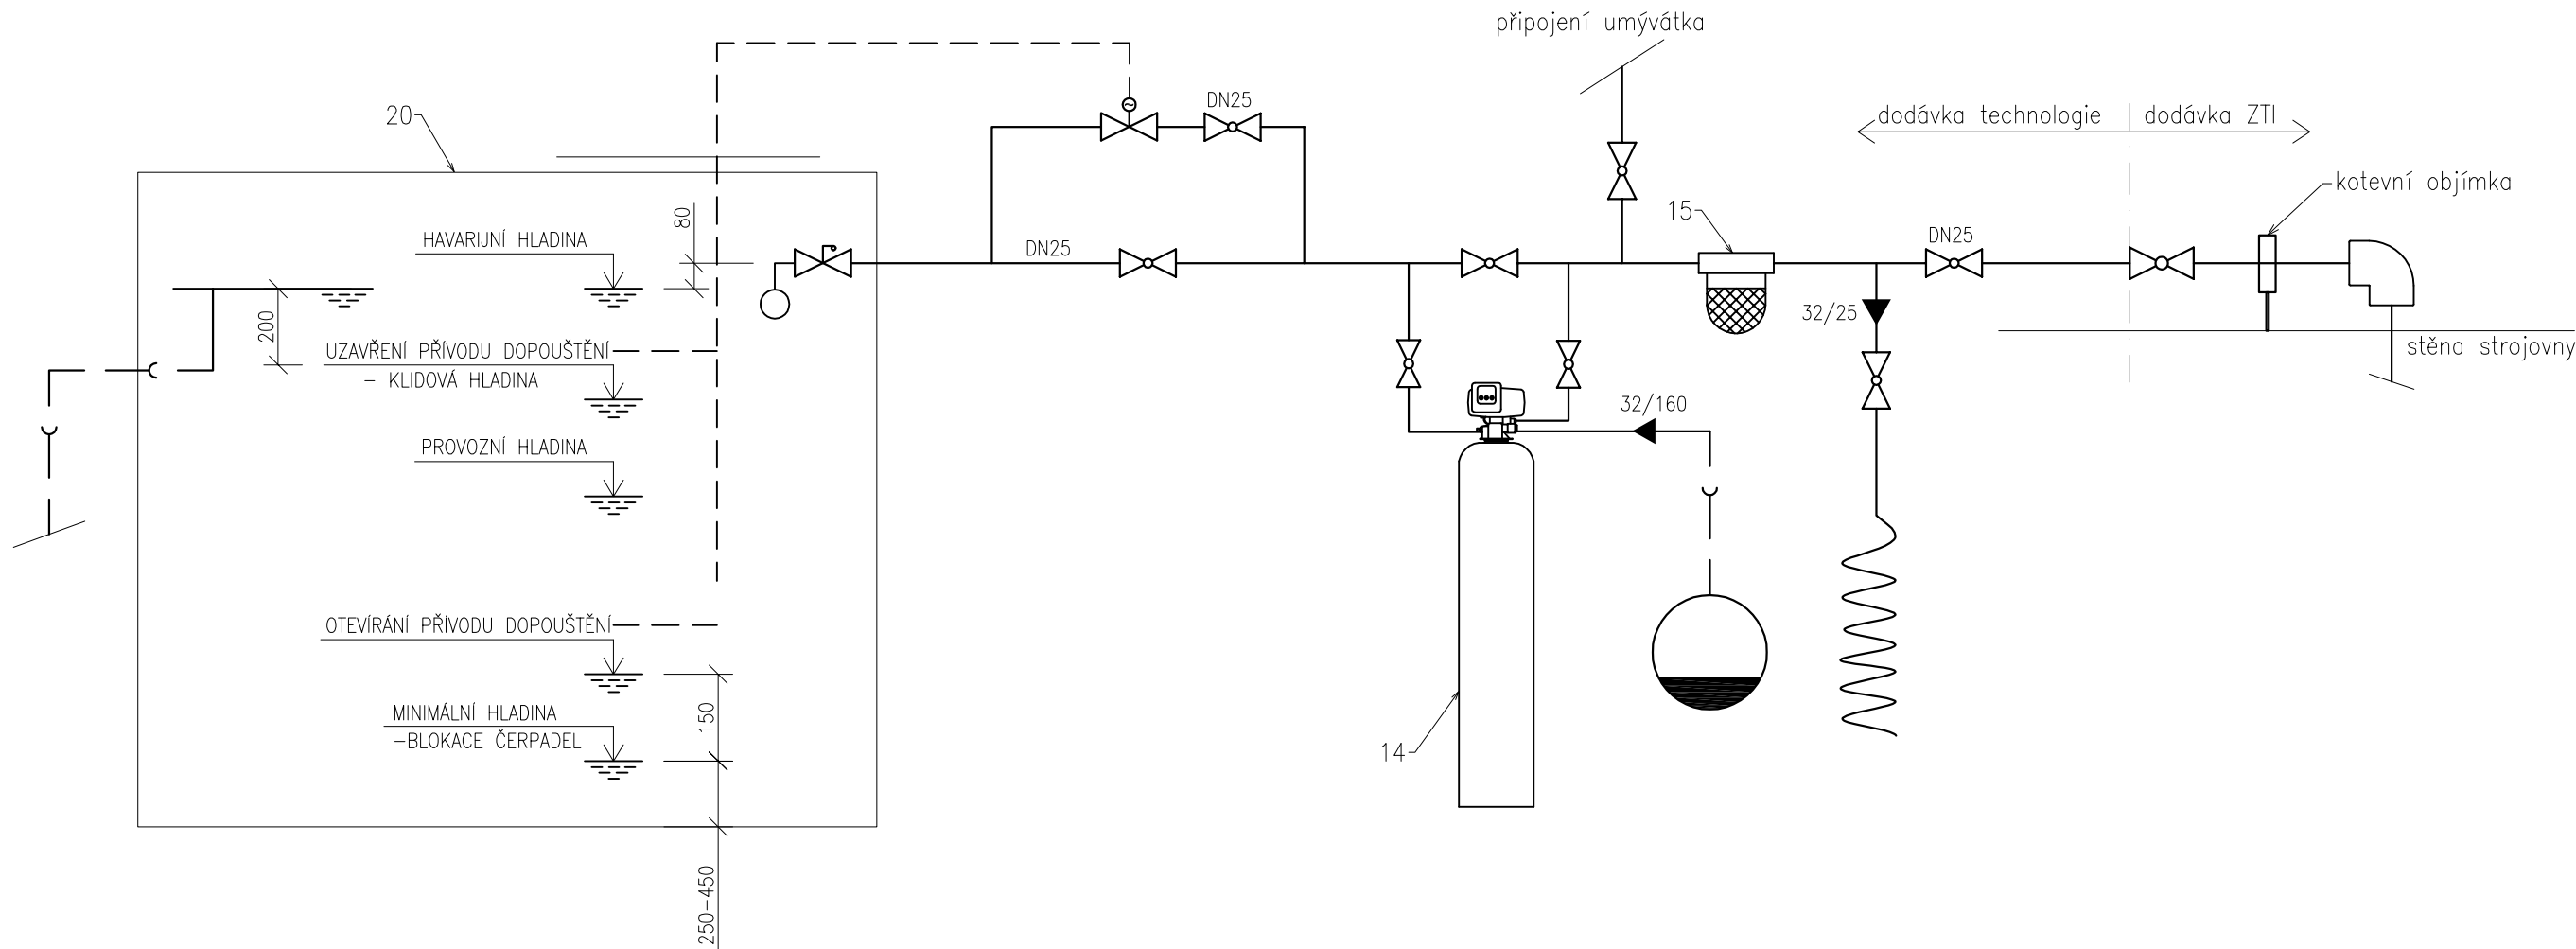 připojení umývátka
DN25
20
dodávka technologie
dodávka ZTI
kotevní objímka
15
80
HAVARIJNÍ HLADINA
DN25
DN25
200
32/25
UZAVŘENÍ PŘÍVODU DOPOUŠTĚNÍ
- KLIDOVÁ HLADINA
stěna strojovny
32/160
PROVOZNÍ HLADINA
OTEVÍRÁNÍ PŘÍVODU DOPOUŠTĚNÍ
MINIMÁLNÍ HLADINA
-BLOKACE ČERPADEL
150
14
250-450